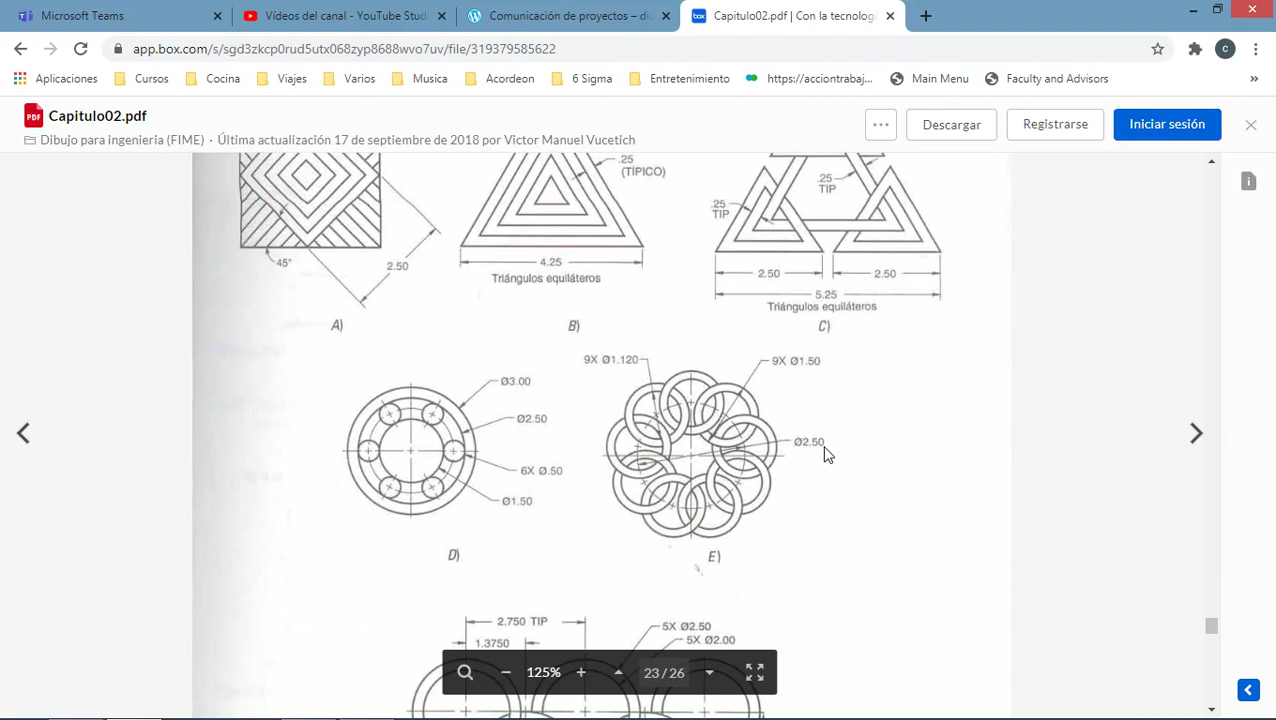 Microsoft Teams
Vídeos del canal - YouTube Studi
Comunicación de proyectos – di
Capitulo02.pdf | Con la tecnolog
app.box.com/s/sgd3zkcp0rud5utx068zyp8688wvo7uv/file/319379585622
C
Aplicaciones
Cursos
Cocina
Viajes
Varios
Musica
Acordeon
6 Sigma
Entretenimiento
https://acciontrabaj...
Main Menu
Faculty and Advisors
»
PDF
Capitulo02.pdf
Dibujo para ingenieria (FIME) • Última actualización 17 de septiembre de 2018 por Victor Manuel Vucetich
Descargar
Registrarse
Iniciar sesión
.25
(TÍPICO)
.25
TIP
.25
TIP
45°
2.50
4.25
Triángulos equiláteros
2.50
2.50
5.25
Triángulos equiláteros
A)
B)
C)
9X Ø1.120
9X Ø1.50
Ø3.00
Ø2.50
6X Ø.50
Ø1.50
Ø2.50
D)
E)
2.750 TIP
1.3750
5X Ø2.50
5X Ø2.00
125%
23 / 26